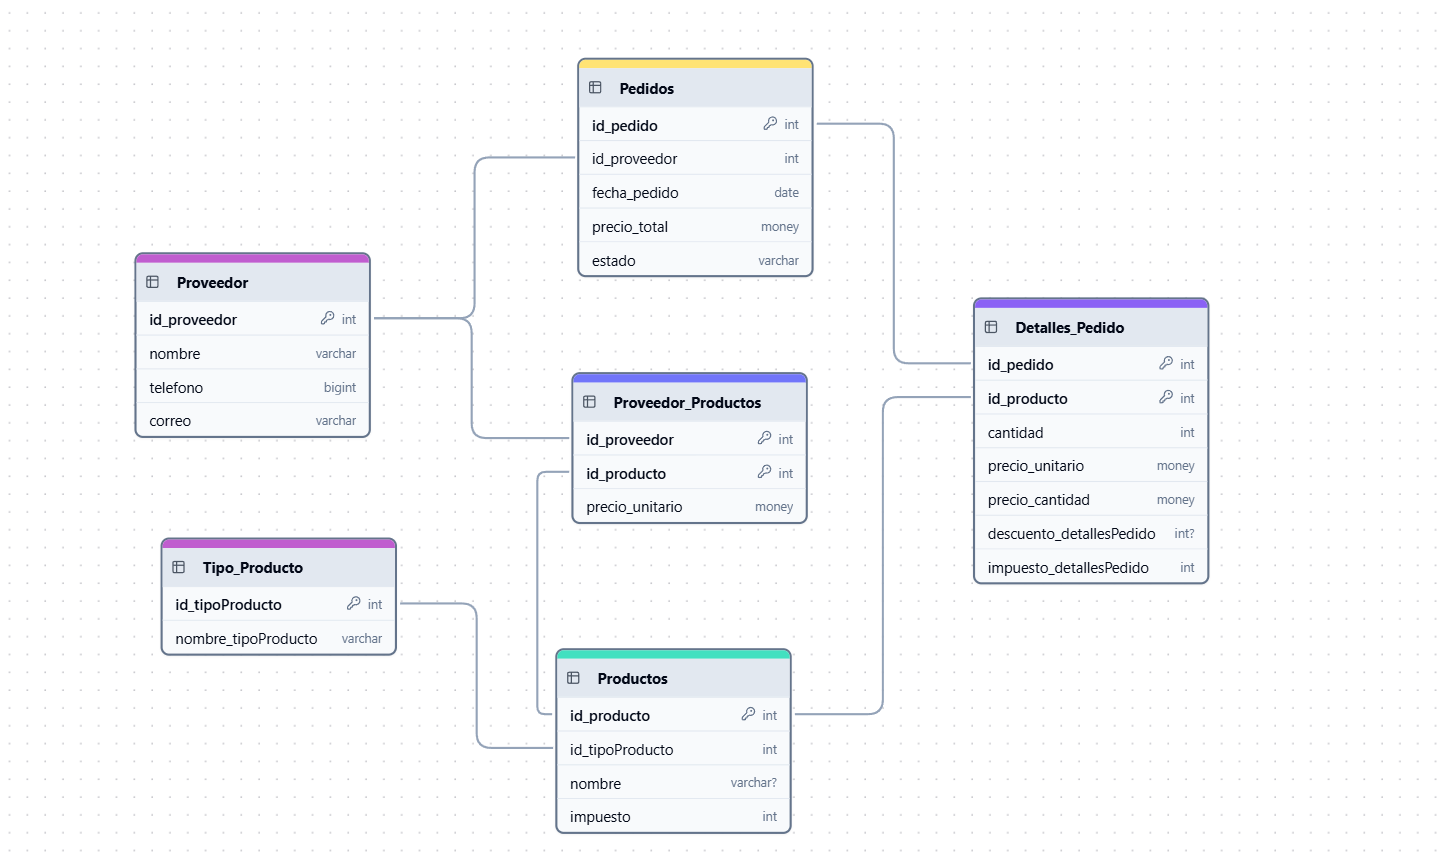 Pedidos
id_pedido int
id_proveedor int
fecha_pedido date
precio_total money
estado varchar
Proveedor
id_proveedor int
nombre varchar
telefono bigint
correo varchar
Detalles_Pedido
id_pedido int
id_producto int
cantidad int
precio_unitario money
precio_cantidad money
descuento_detallesPedido int?
impuesto_detallesPedido int
Proveedor_Productos
id_proveedor int
id_producto int
precio_unitario money
Tipo_Producto
id_tipoProducto int
nombre_tipoProducto varchar
Productos
id_producto int
id_tipoProducto int
nombre varchar?
impuesto int